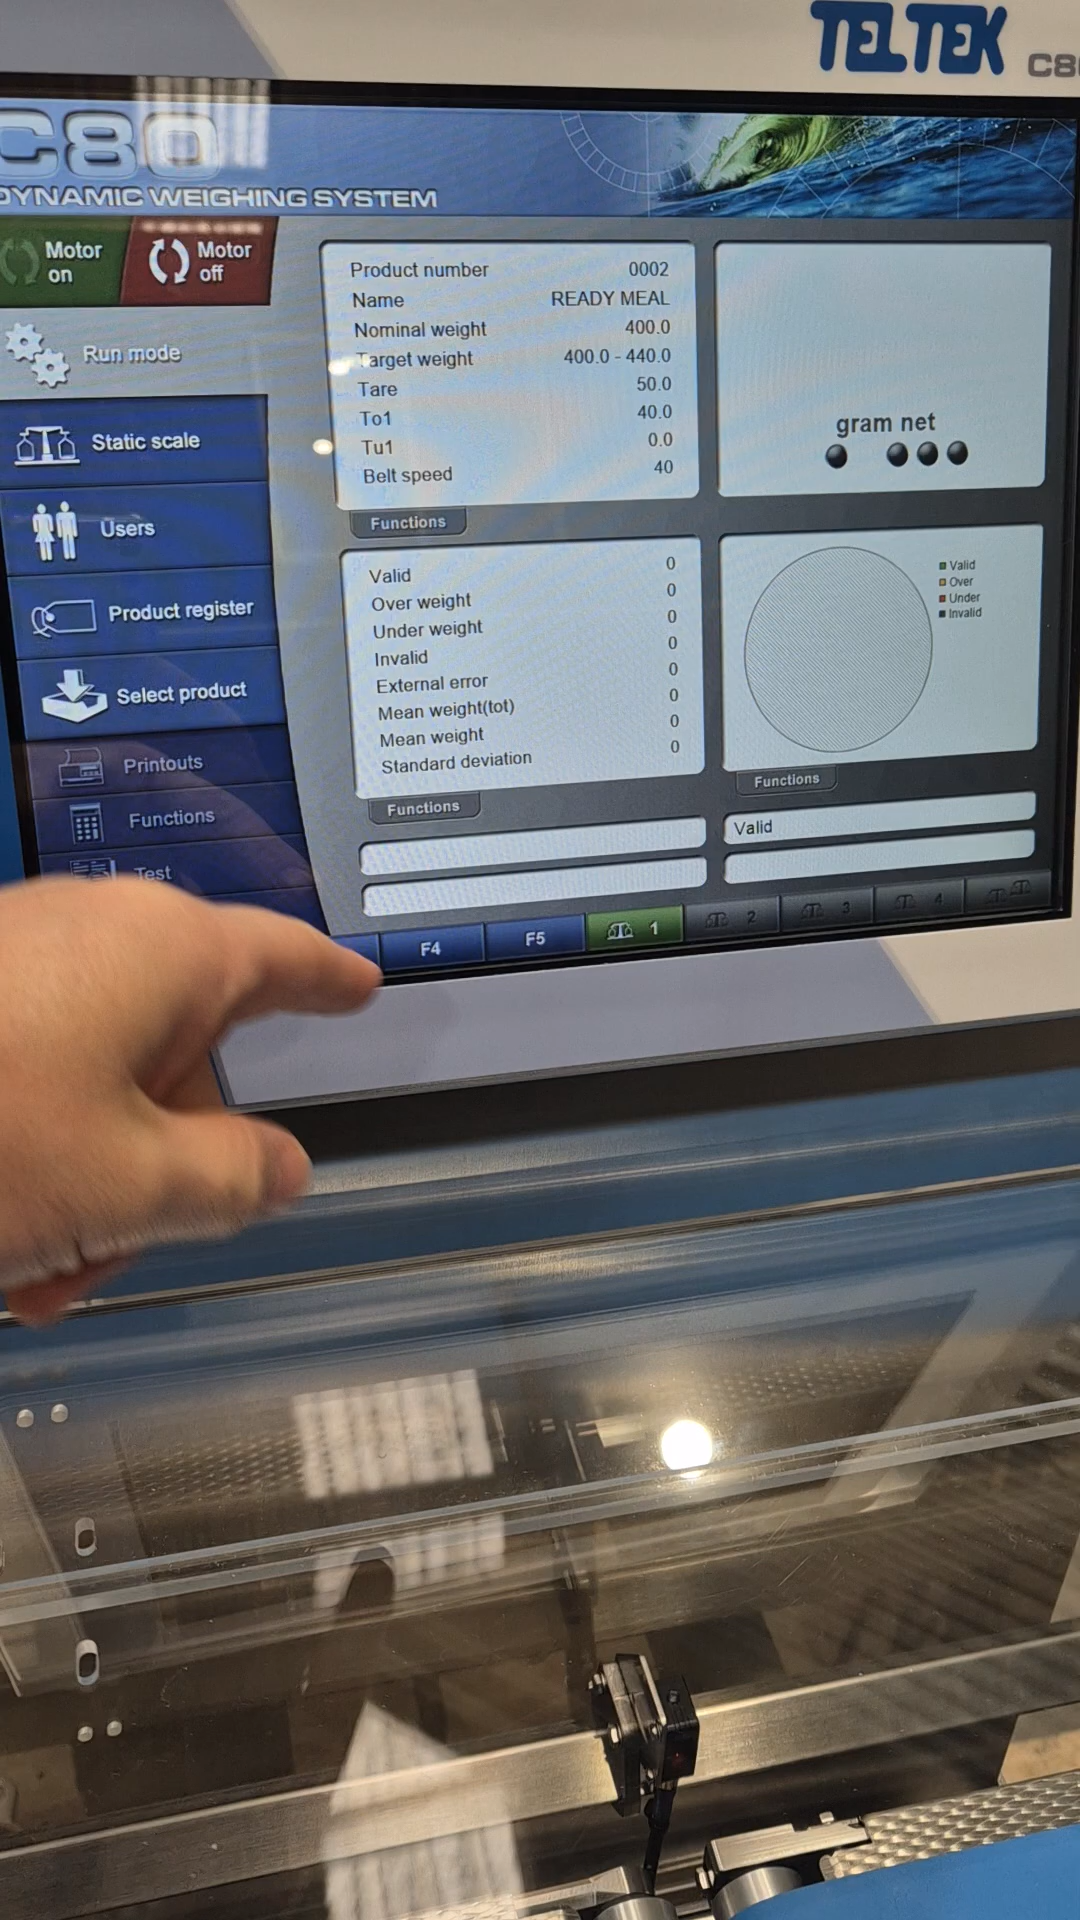 TELTEK
C80
DYNAMIC WEIGHING SYSTEM
Motor on
Motor off
Run mode
Static scale
Users
Product register
Select product
Printouts
Functions
Test
Product number 0002
Name READY MEAL
Nominal weight 400.0
Target weight 400.0 - 440.0
Tare 50.0
To1 40.0
Tu1 0.0
Belt speed 40
Functions
gram net
Valid 0
Over weight 0
Under weight 0
Invalid 0
External error 0
Mean weight(tot) 0
Mean weight 0
Standard deviation 0
Functions
Valid
Over
Under
Invalid
Functions
Valid
F4
F5
1
2
3
4